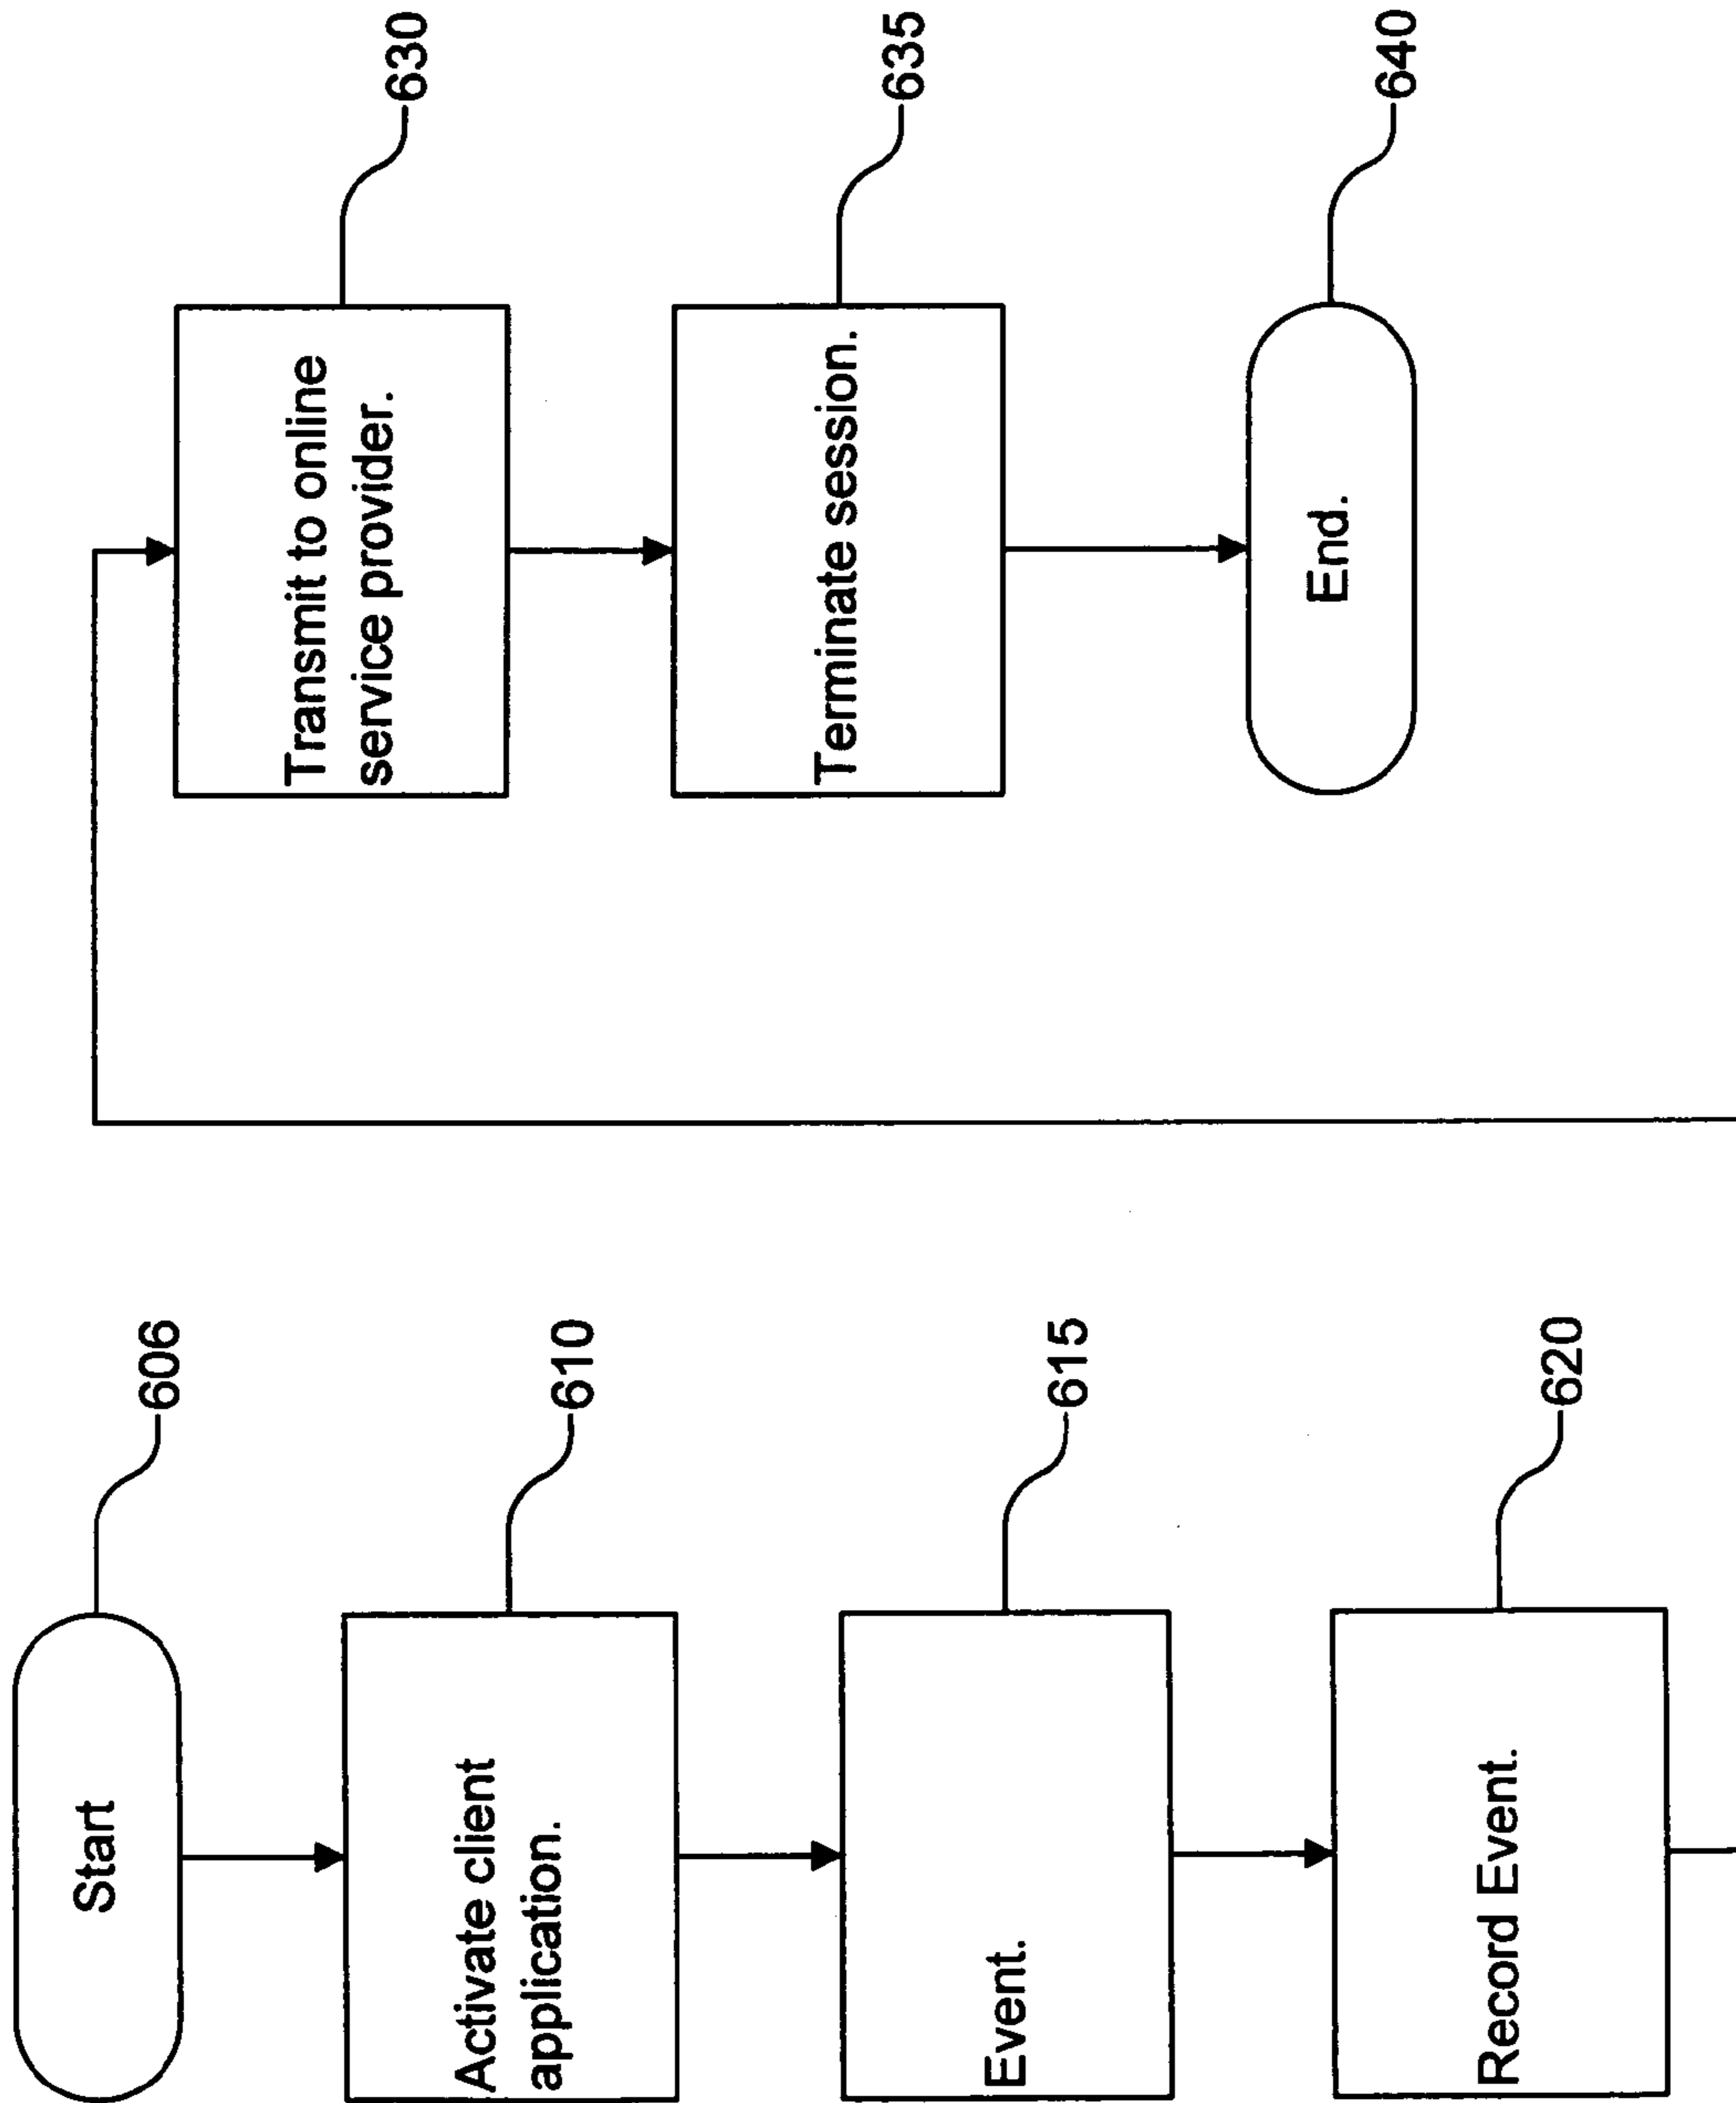 Start
606
Activate client
application.
610
Event.
615
Record Event.
620
Transmit to online
service provider.
630
Terminate session.
635
End.
640